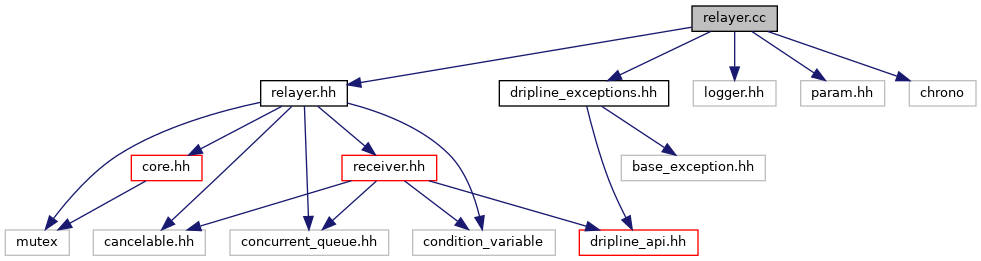 relayer.cc
relayer.hh
dripline_exceptions.hh
logger.hh
param.hh
chrono
core.hh
receiver.hh
base_exception.hh
mutex
cancelable.hh
concurrent_queue.hh
condition_variable
dripline_api.hh